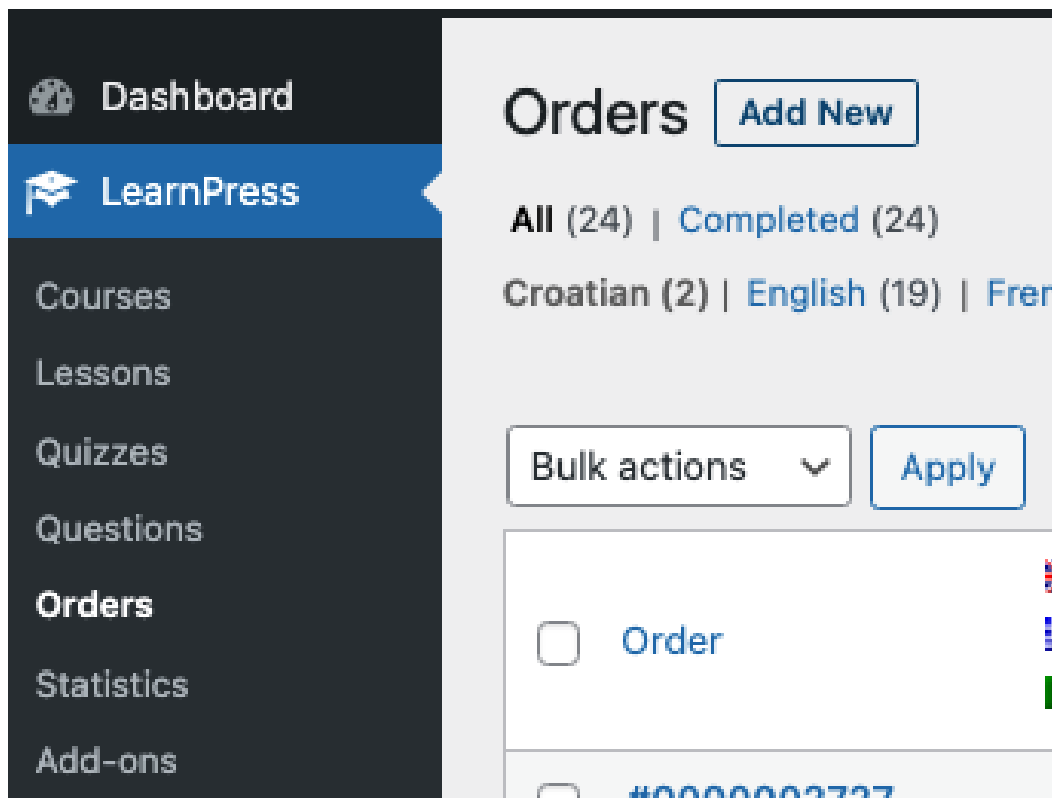 Dashboard
LearnPress
Courses
Lessons
Quizzes
Questions
Orders
Statistics
Add-ons
Orders Add New
All (24) | Completed (24)
Croatian (2) | English (19) |
Bulk actions Apply
Order